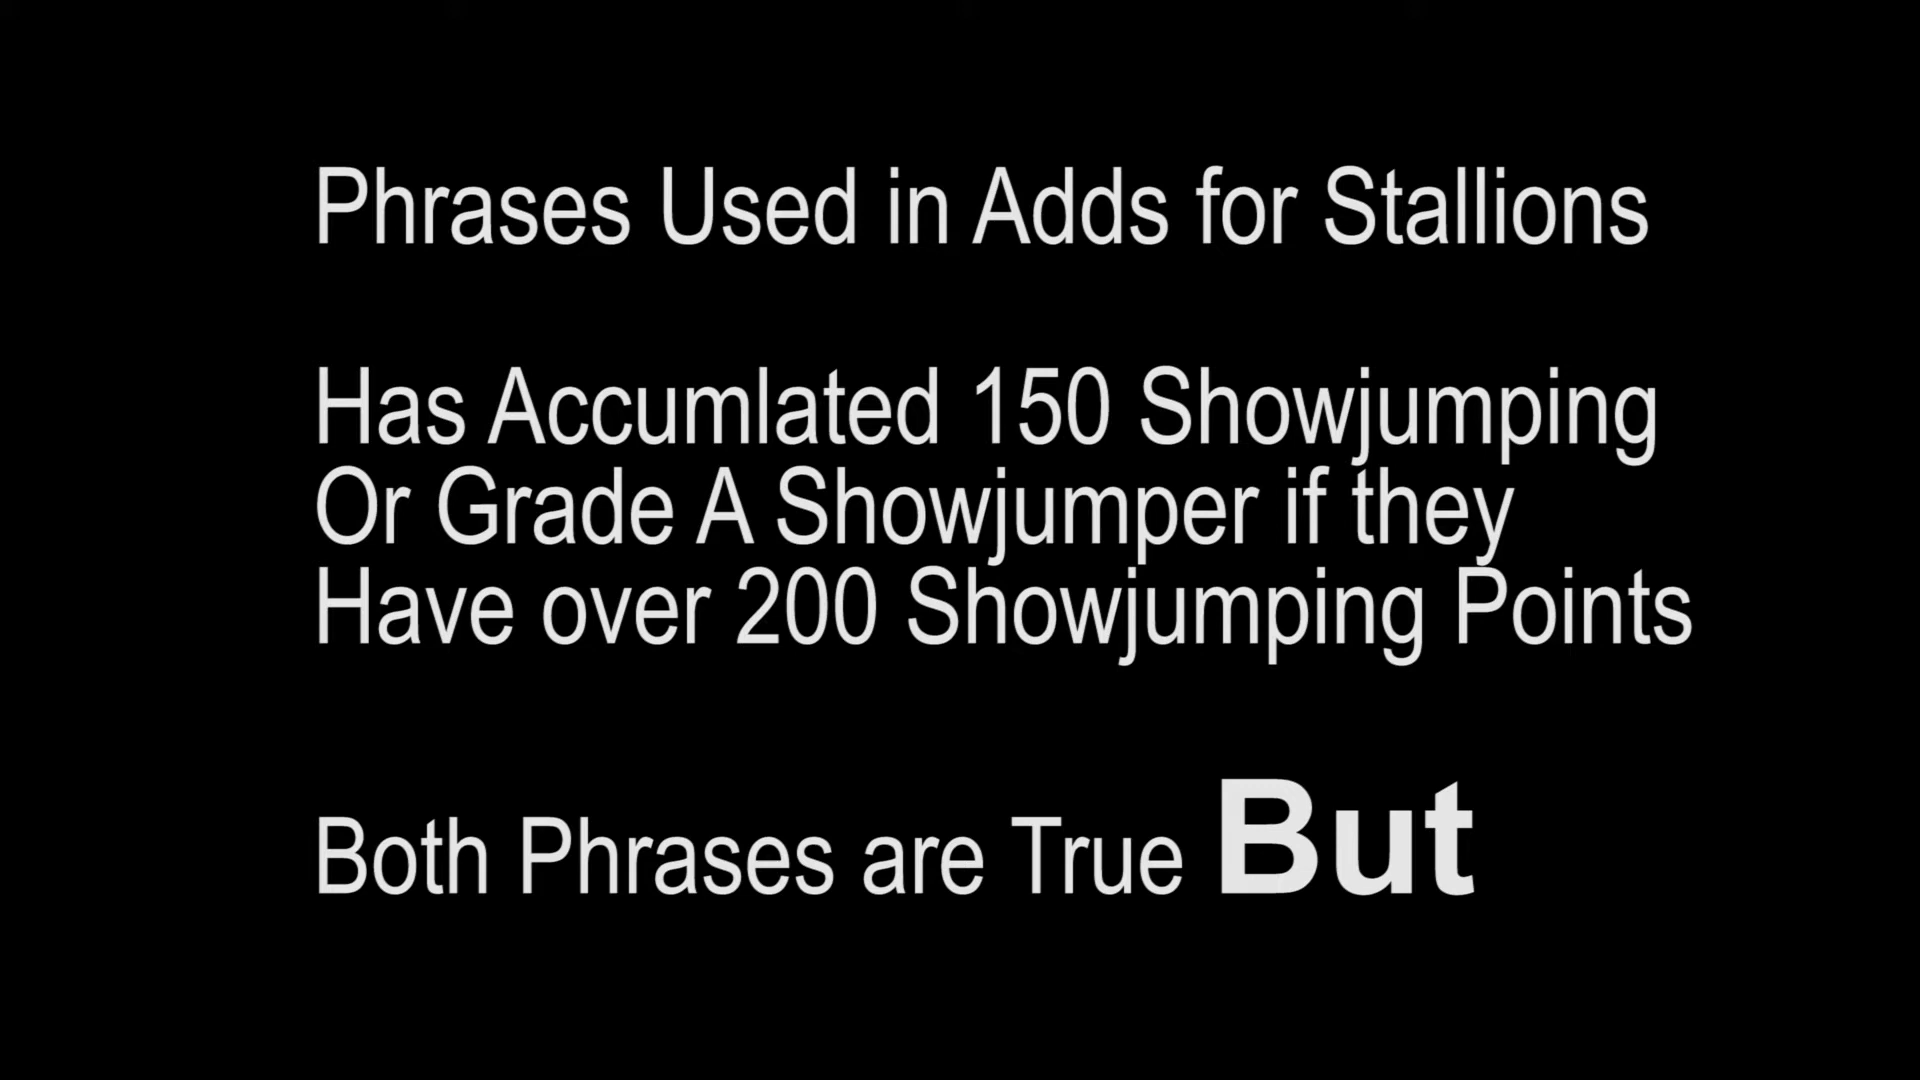 Phrases Used in Adds for Stallions
Has Accumlated 150 Showjumping
Or Grade A Showjumper if they
Have over 200 Showjumping Points
Both Phrases are True But